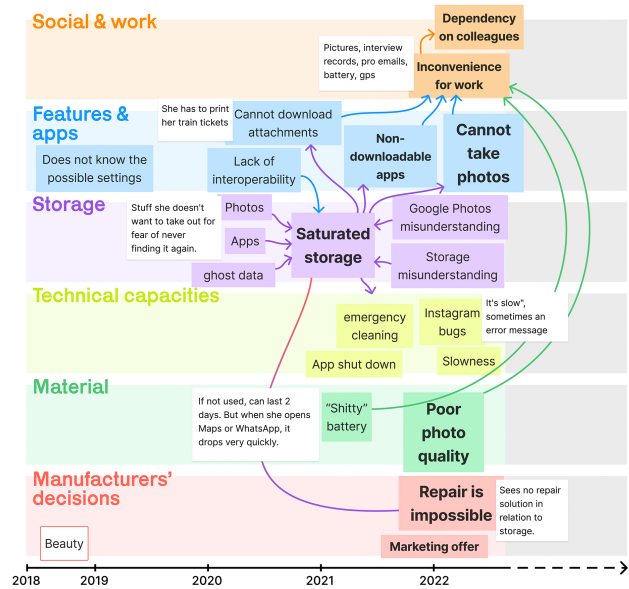 Social & work
Dependency
on colleagues
Pictures, interview
records, pro emails,
battery, gps
Inconvenience
for work
Features &
apps
She has to print
her train tickets
Cannot download
attachments
Non-
downloadable
apps
Cannot
take
photos
Does not know the
possible settings
Lack of
interoperability
Storage
Stuff she doesn't
want to take out for
fear of never
finding it again.
Photos
Apps
ghost data
Saturated
storage
Google Photos
misunderstanding
Storage
misunderstanding
Technical capacities
emergency
cleaning
Instagram
bugs
It's slow",
sometimes an
error message
App shut down
Slowness
Material
If not used, can last 2
days. But when she opens
Maps or WhatsApp, it
drops very quickly.
“Shitty”
battery
Poor
photo
quality
Manufacturers’
decisions
Repair is
impossible
Sees no repair
solution in
relation to
storage.
Beauty
Marketing offer
2018
2019
2020
2021
2022